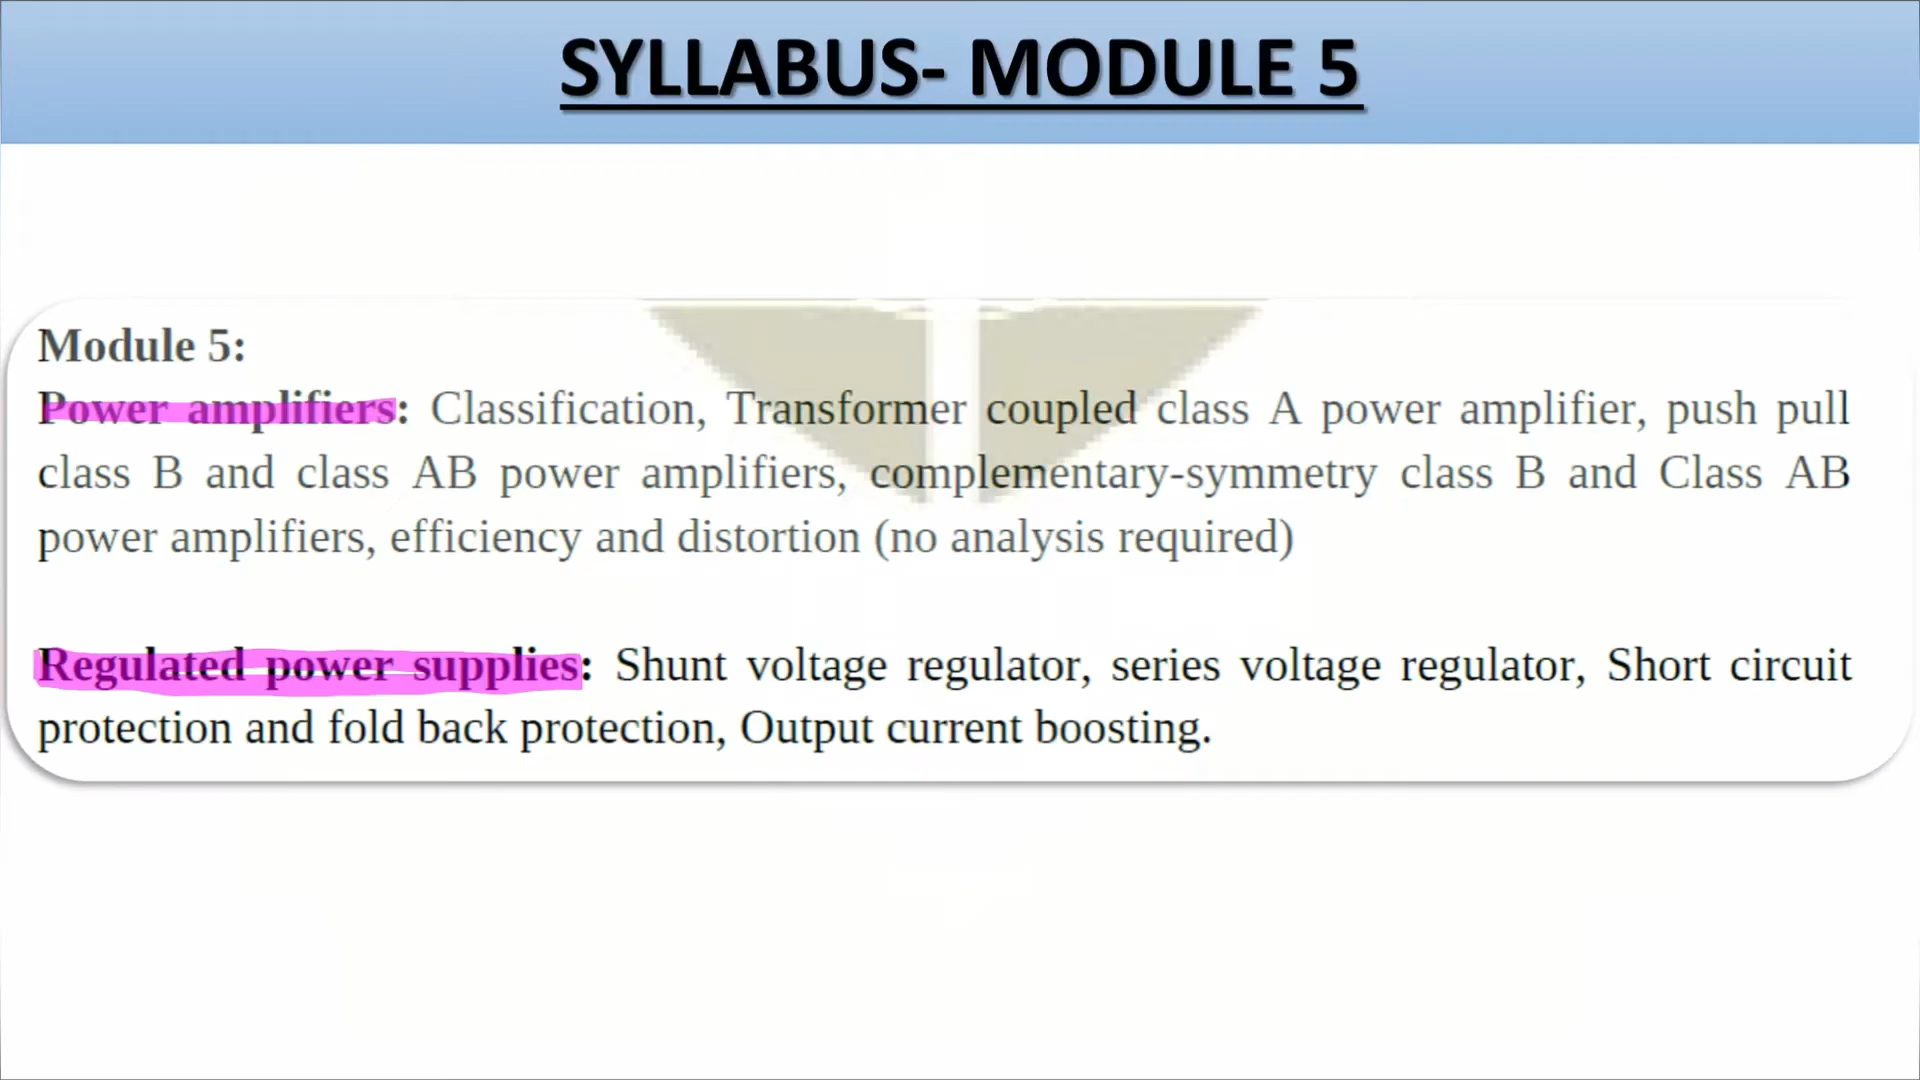 SYLLABUS- MODULE 5
Module 5:
Power amplifiers: Classification, Transformer coupled class A power amplifier, push pull
class B and class AB power amplifiers, complementary-symmetry class B and Class AB
power amplifiers, efficiency and distortion (no analysis required)
Regulated power supplies: Shunt voltage regulator, series voltage regulator, Short circuit
protection and fold back protection, Output current boosting.